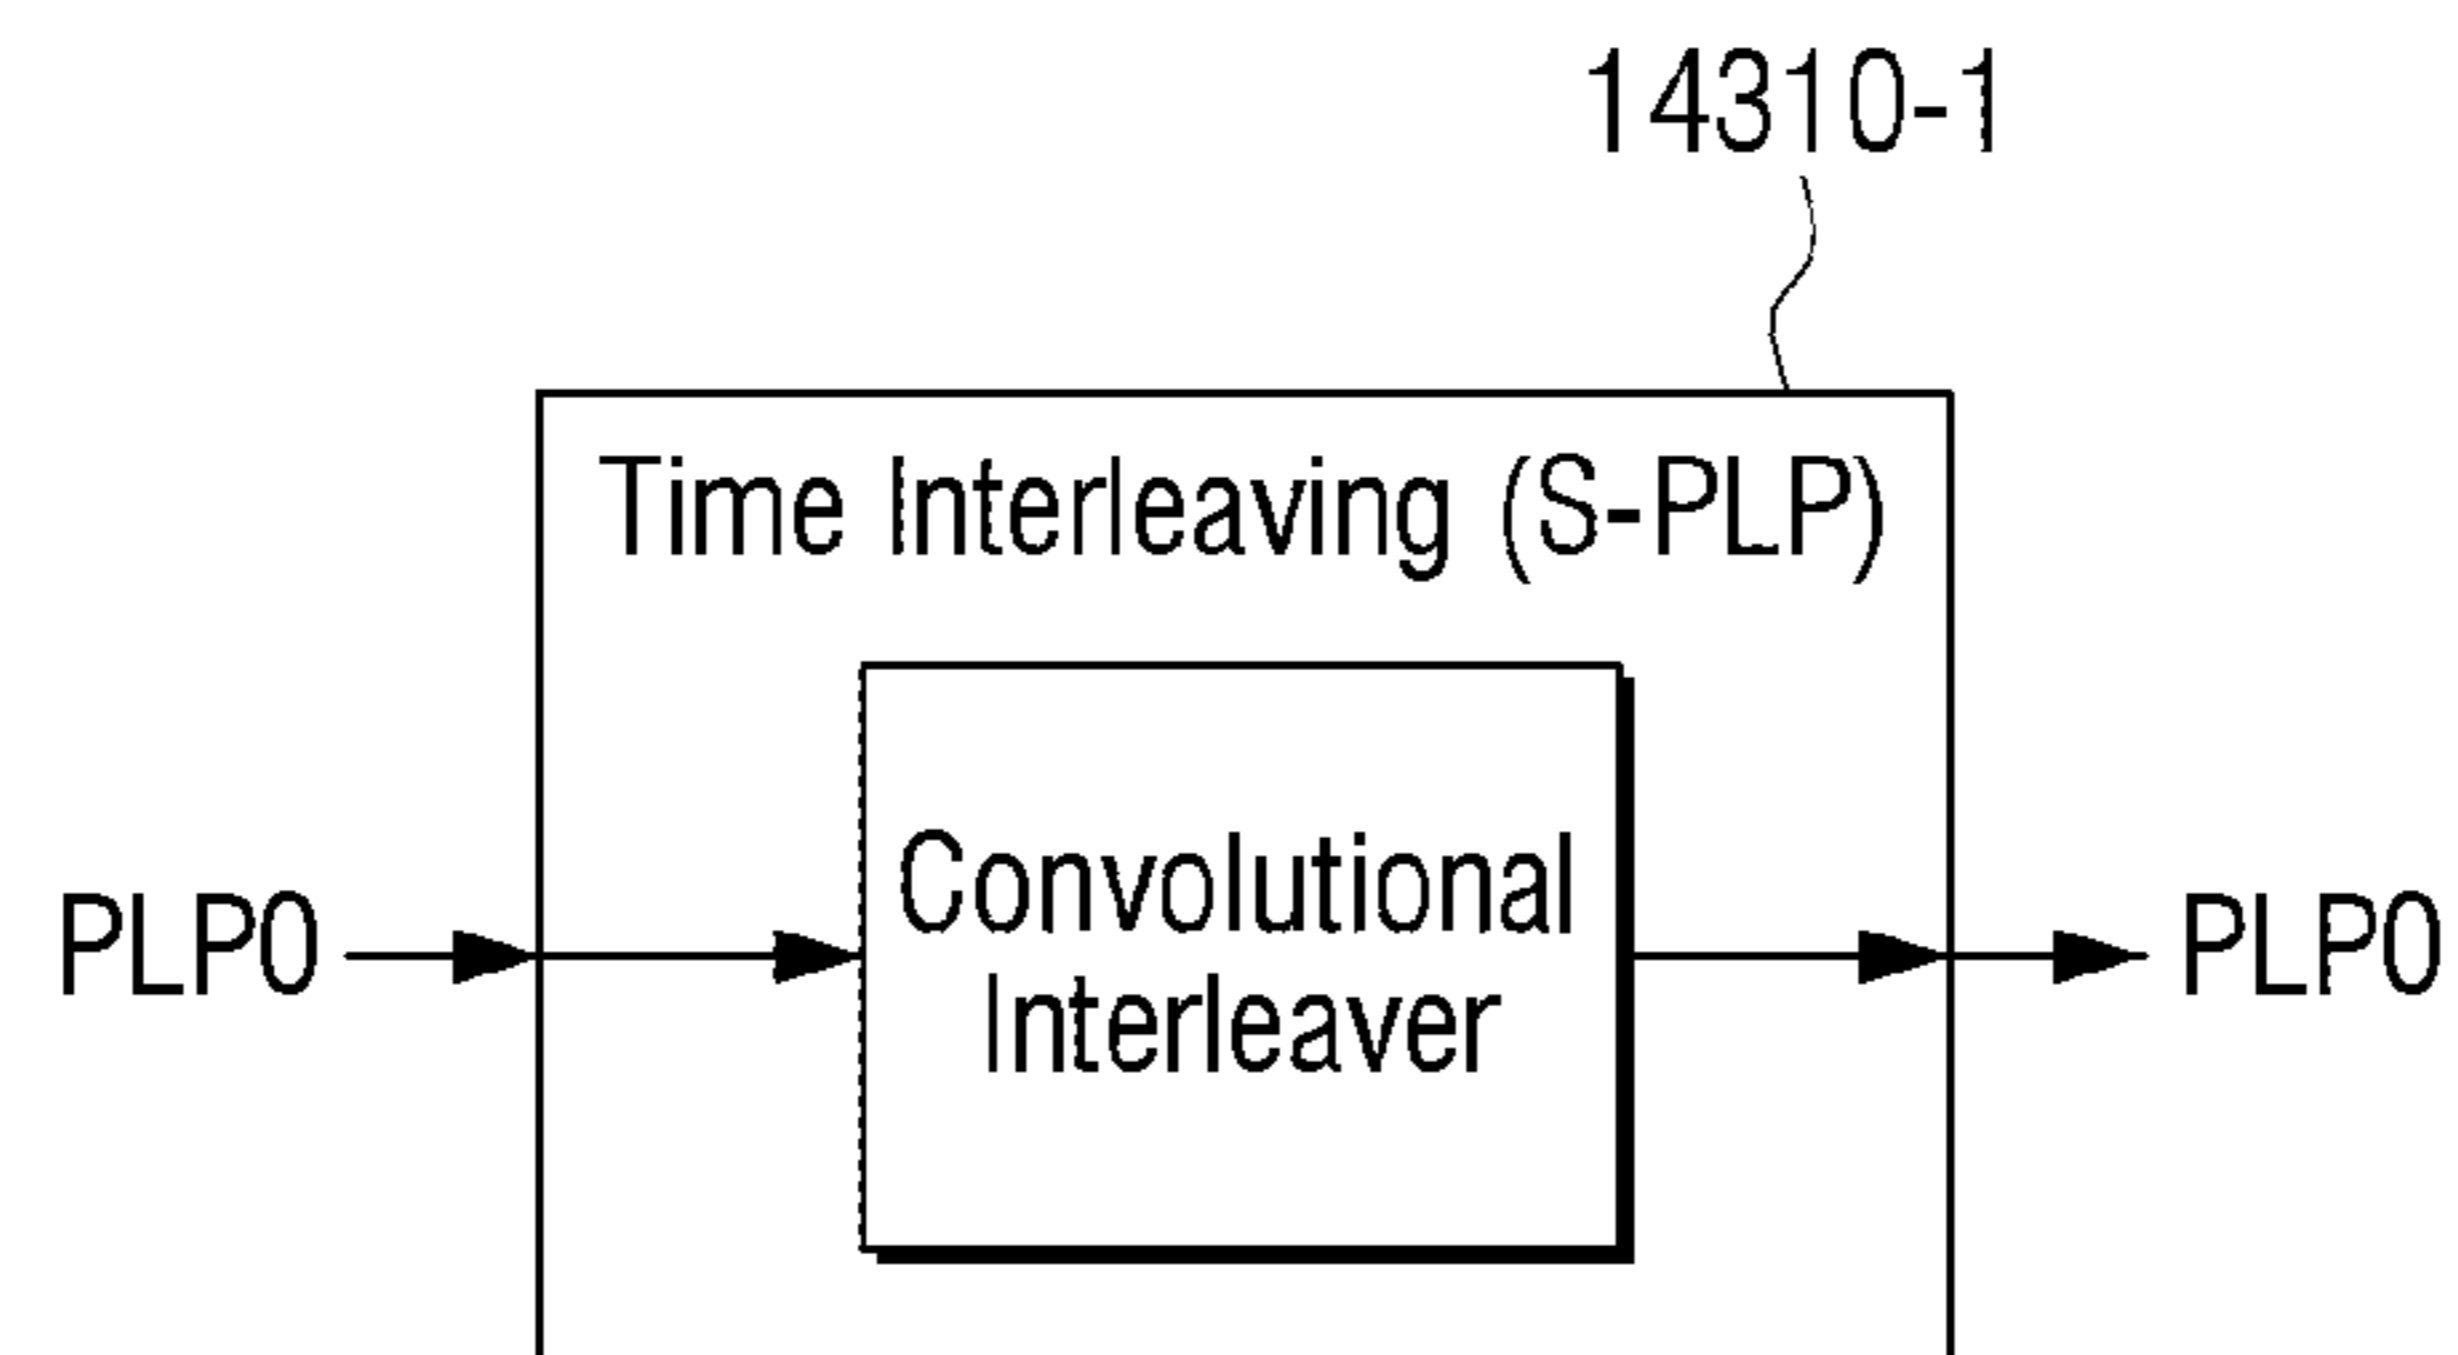 14310-1
Time Interleaving (S-PLP)
PLP0
Convolutional
Interleaver
PLP0